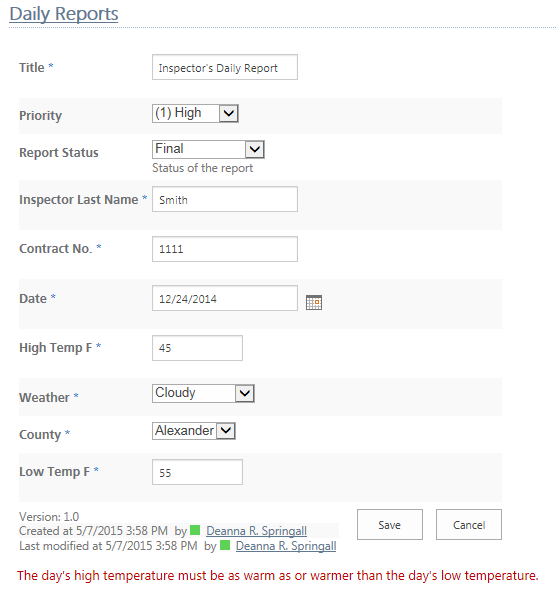 Daily Reports
Title * Inspector's Daily Report
Priority (1) High
Report Status Final
Status of the report
Inspector Last Name * Smith
Contract No. * 1111
Date * 12/24/2014
High Temp F * 45
Weather * Cloudy
County * Alexander
Low Temp F * 55
Version: 1.0
Created at 5/7/2015 3:58 PM by Deanna R. Springall
Last modified at 5/7/2015 3:58 PM by Deanna R. Springall
Save Cancel
The day's high temperature must be as warm as or warmer than the day's low temperature.